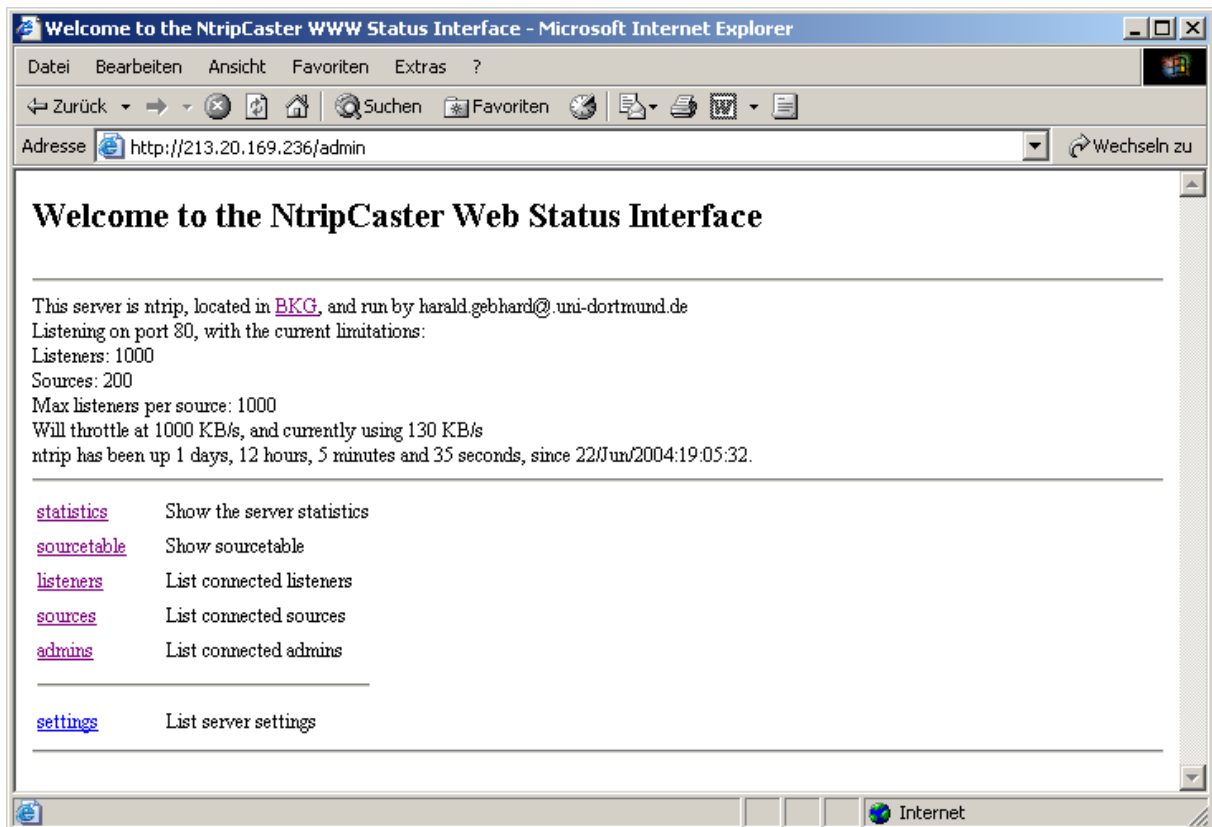 Welcome to the NtripCaster WWW Status Interface - Microsoft Internet Explorer
Datei Bearbeiten Ansicht Favoriten Extras ?
Zurück Suchen Favoriten
Adresse http://213.20.169.236/admin Wechseln zu
Welcome to the NtripCaster Web Status Interface
This server is ntrip, located in BKG, and run by harald.gebhard@.uni-dortmund.de
Listening on port 80, with the current limitations:
Listeners: 1000
Sources: 200
Max listeners per source: 1000
Will throttle at 1000 KB/s, and currently using 130 KB/s
ntrip has been up 1 days, 12 hours, 5 minutes and 35 seconds, since 22/Jun/2004:19:05:32.
statistics Show the server statistics
sourcetable Show sourcetable
listeners List connected listeners
sources List connected sources
admins List connected admins
settings List server settings
Internet